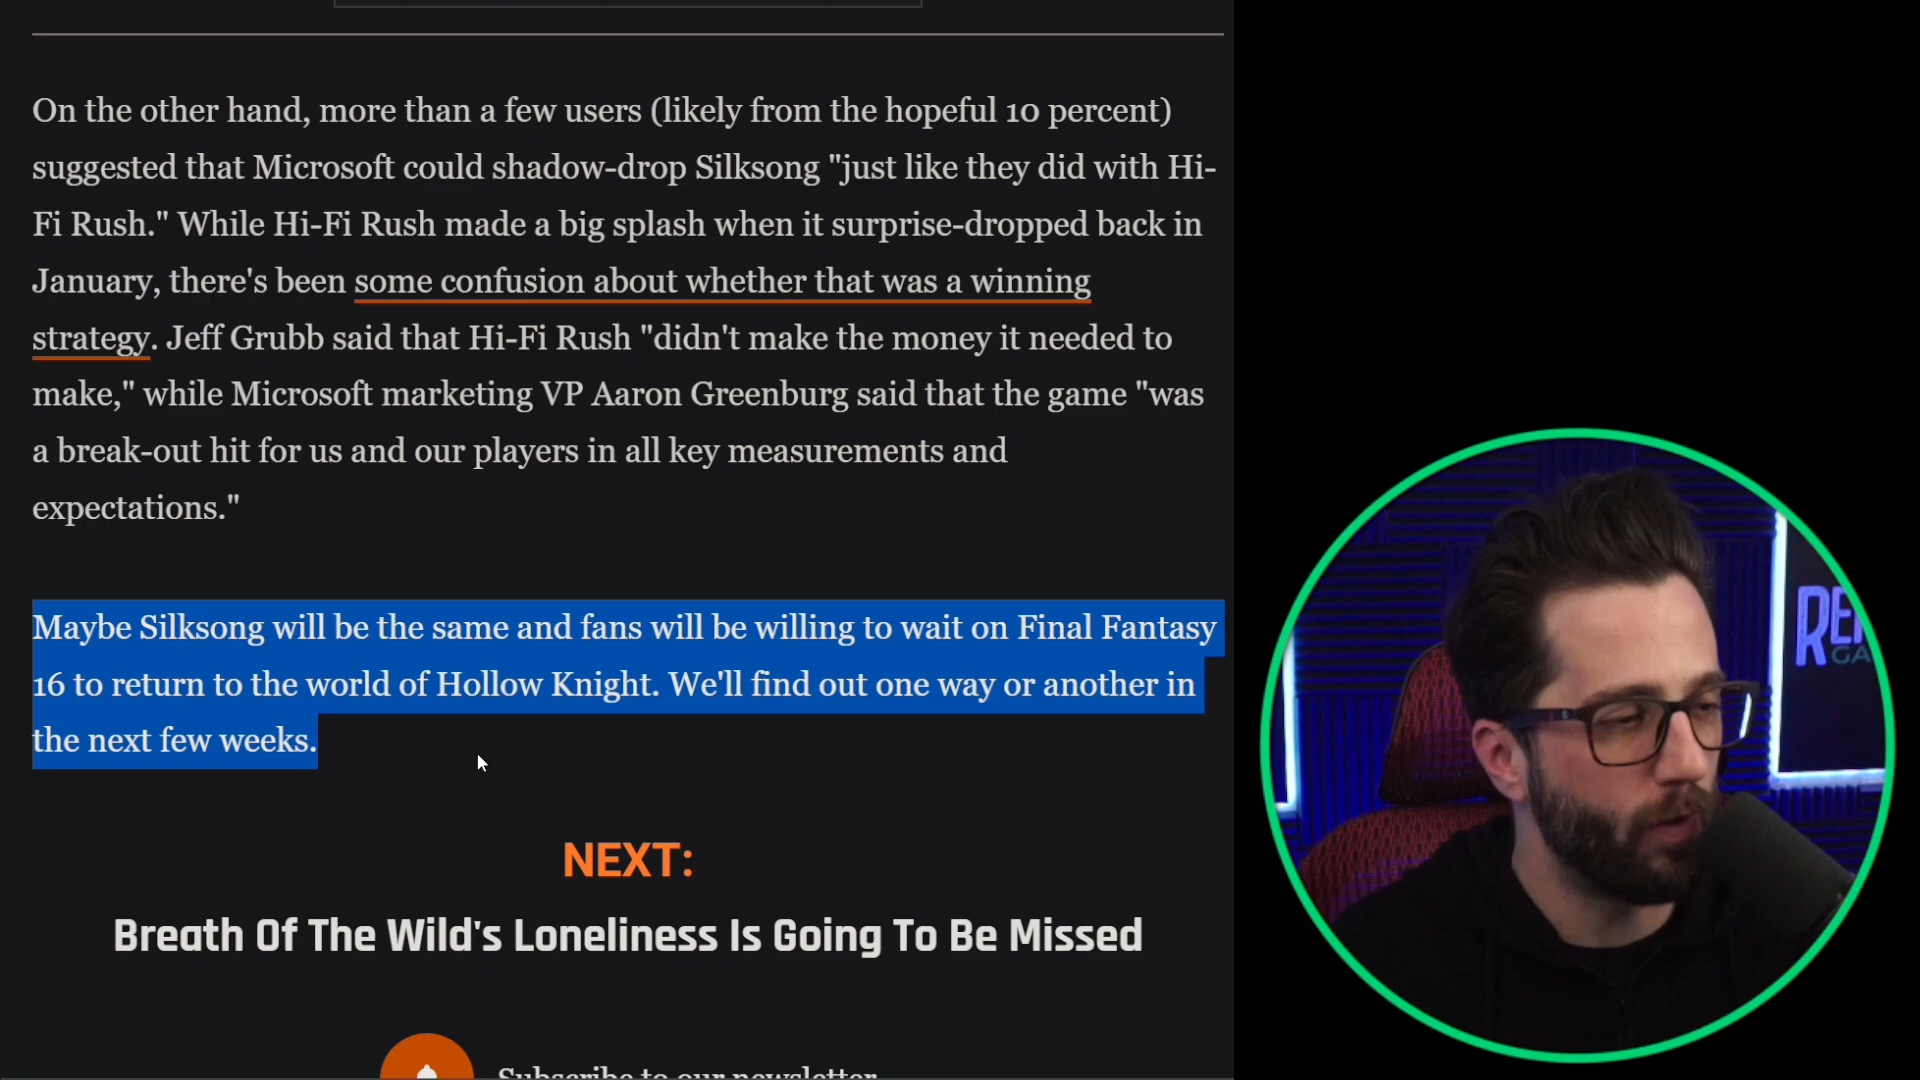 On the other hand, more than a few users (likely from the hopeful 10 percent)
suggested that Microsoft could shadow-drop Silksong "just like they did with Hi-
Fi Rush." While Hi-Fi Rush made a big splash when it surprise-dropped back in
January, there's been some confusion about whether that was a winning
strategy. Jeff Grubb said that Hi-Fi Rush "didn't make the money it needed to
make," while Microsoft marketing VP Aaron Greenburg said that the game "was
a break-out hit for us and our players in all key measurements and
expectations."
Maybe Silksong will be the same and fans will be willing to wait on Final Fantasy
16 to return to the world of Hollow Knight. We'll find out one way or another in
the next few weeks.
NEXT:
Breath Of The Wild's Loneliness Is Going To Be Missed
Subscribe to our newsletter